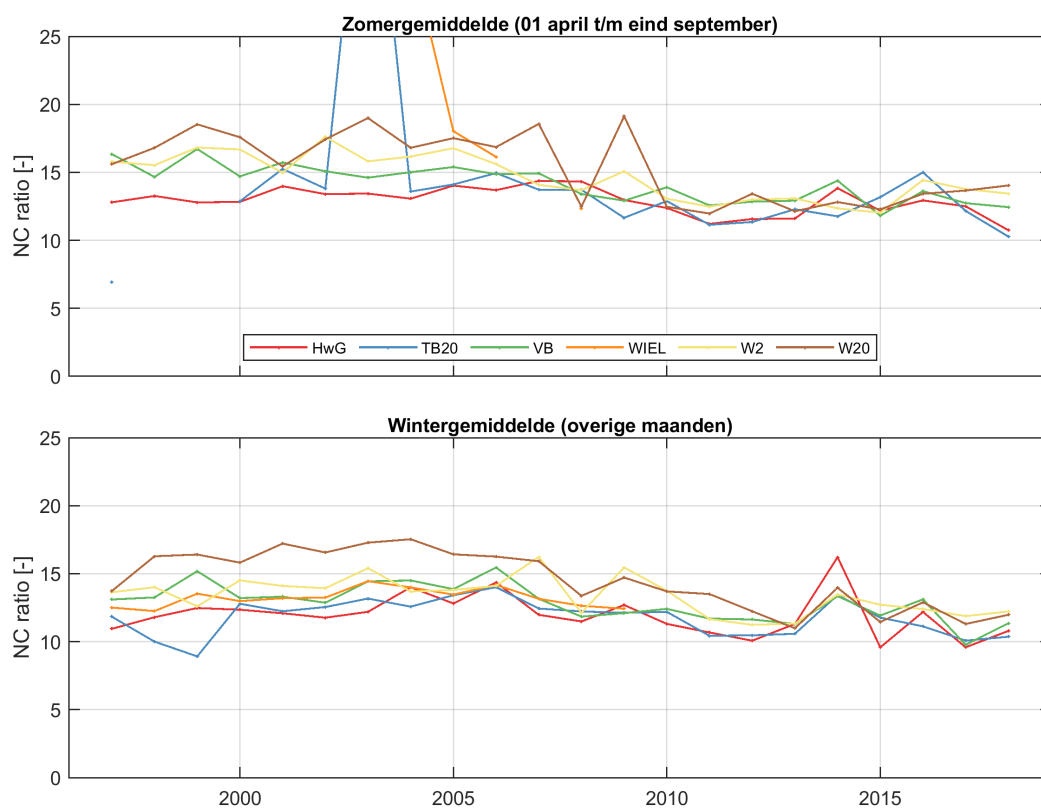 Zomergemiddelde (01 april t/m eind september)
25
20
15
10
5
0
NC ratio [-]
HwG TB20 VB WIEL W2 W20
Wintergemiddelde (overige maanden)
25
20
15
10
5
0
NC ratio [-]
2000 2005 2010 2015